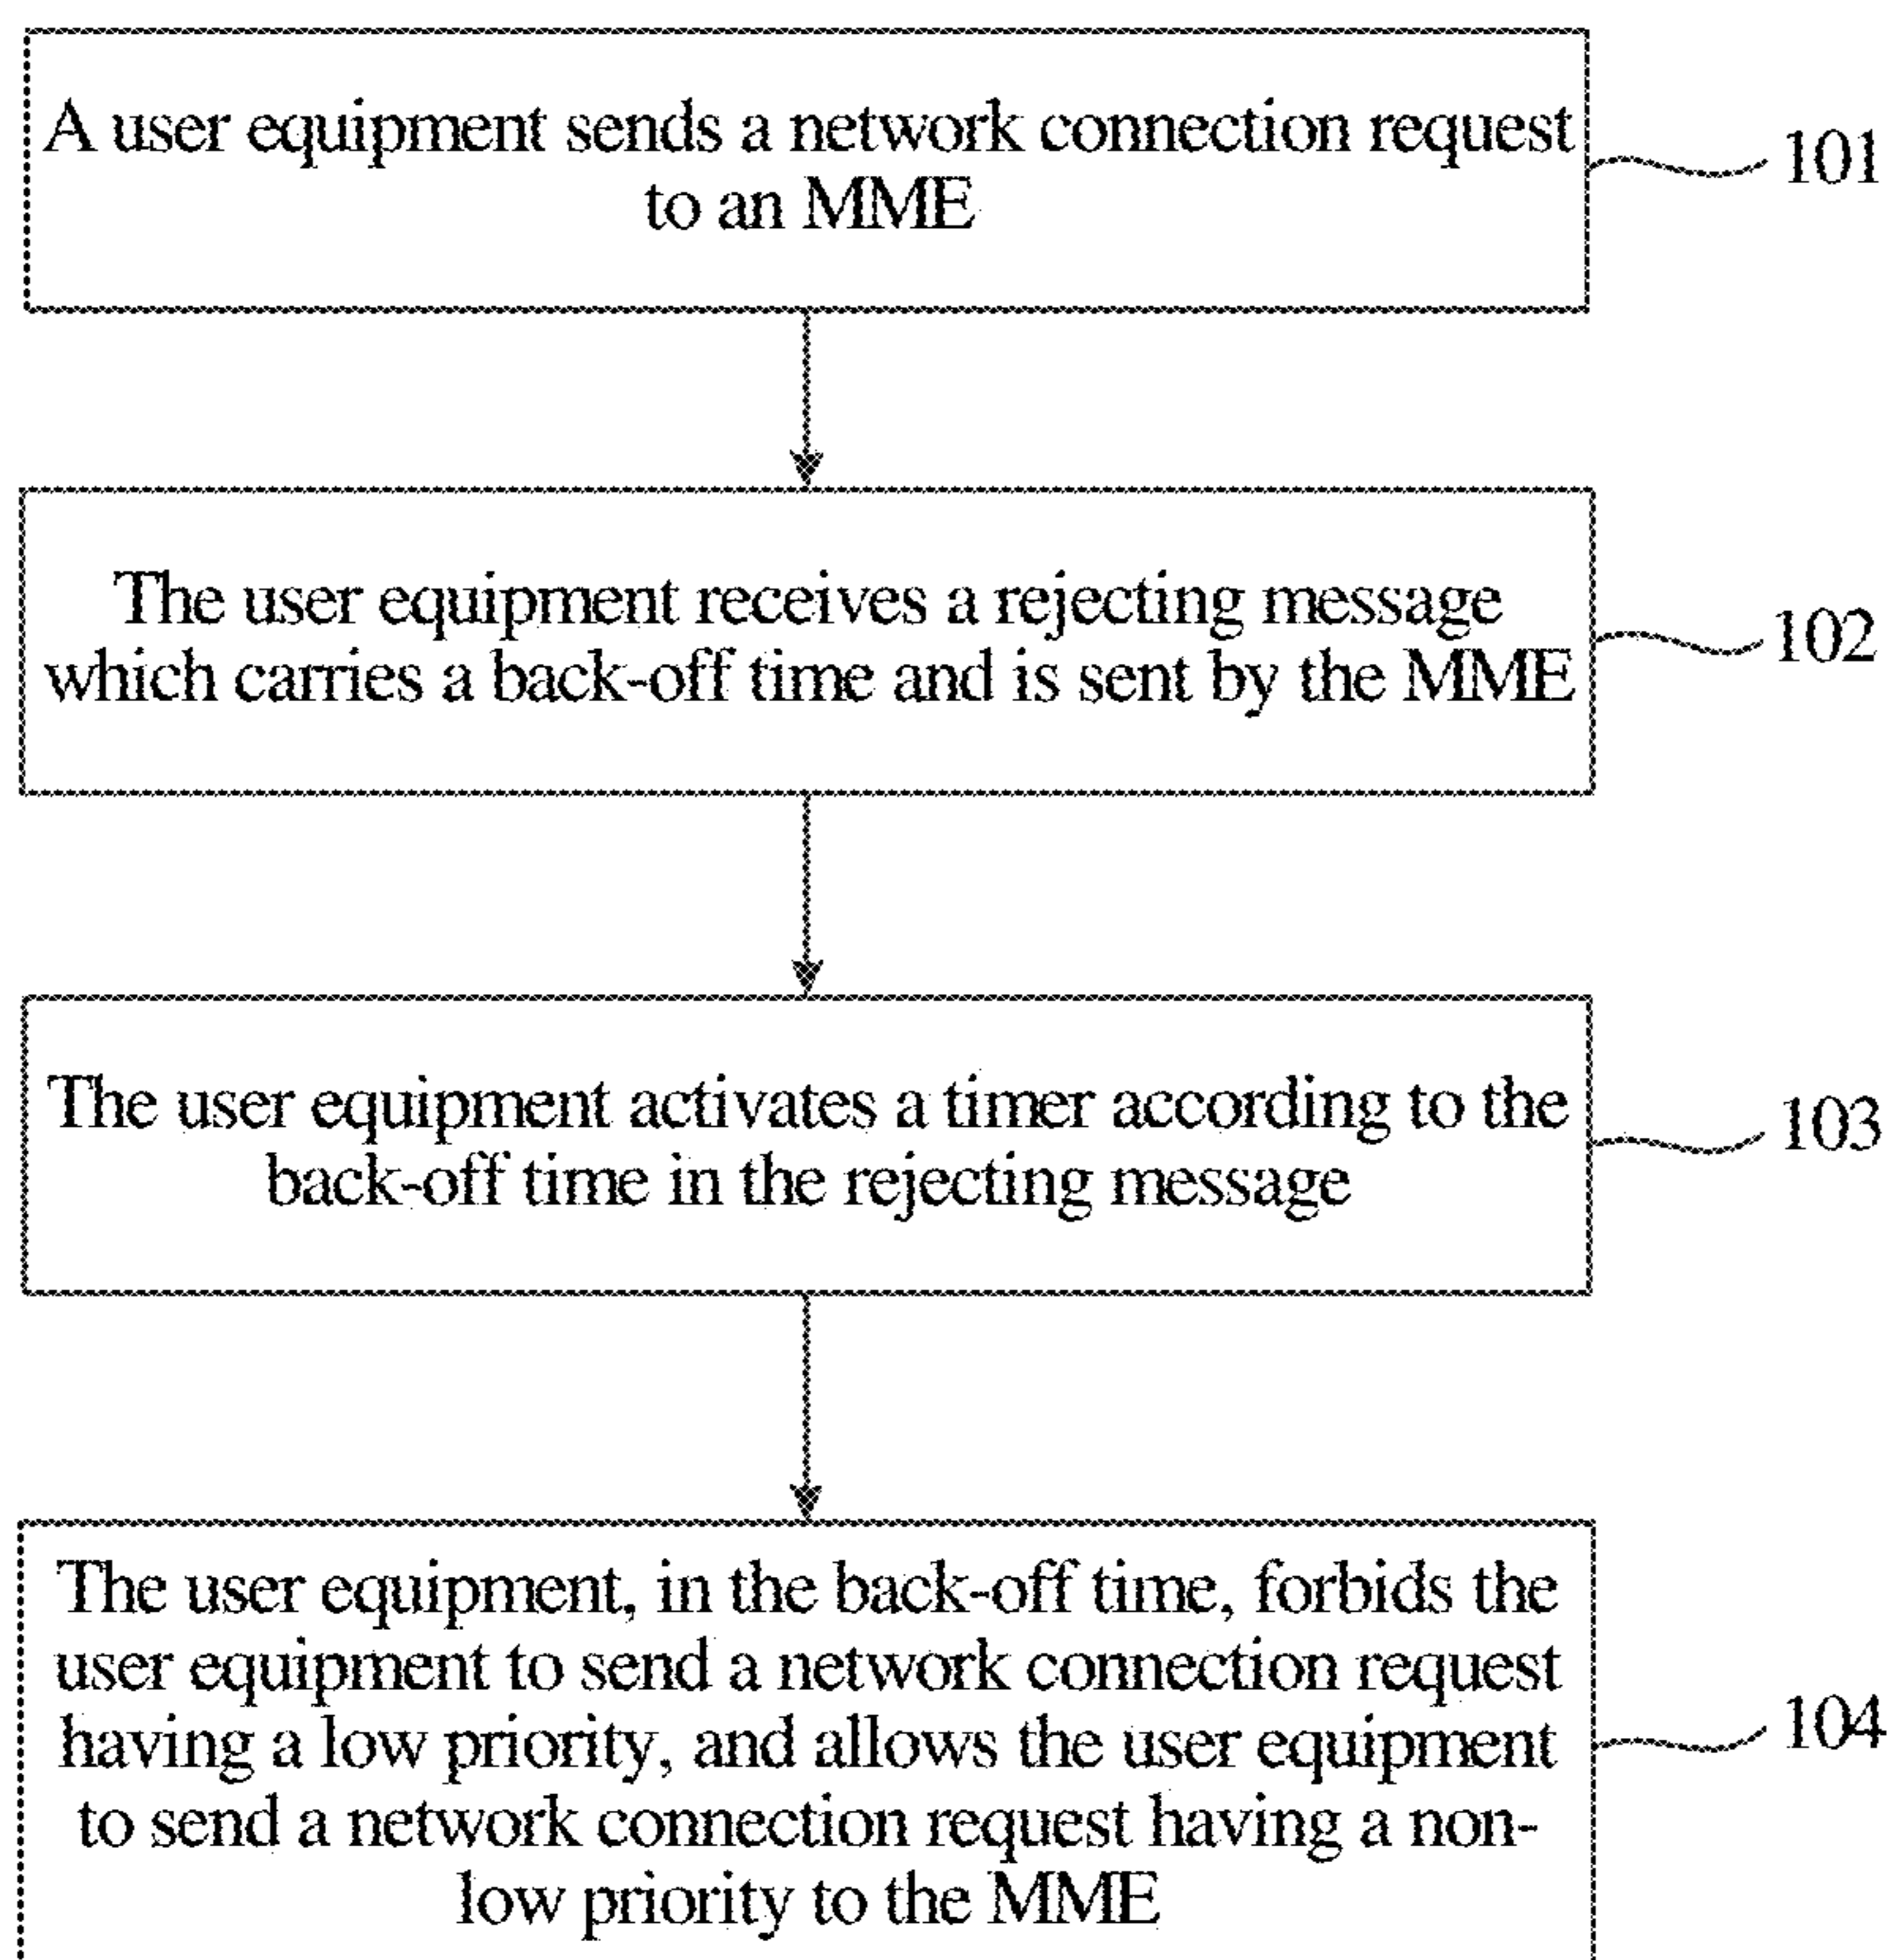 A user equipment sends a network connection request
to an MME
101
The user equipment receives a rejecting message
which carries a back-off time and is sent by the MME
102
The user equipment activates a timer according to the
back-off time in the rejecting message
103
The user equipment, in the back-off time, forbids the
user equipment to send a network connection request
having a low priority, and allows the user equipment
to send a network connection request having a non-
low priority to the MME
104